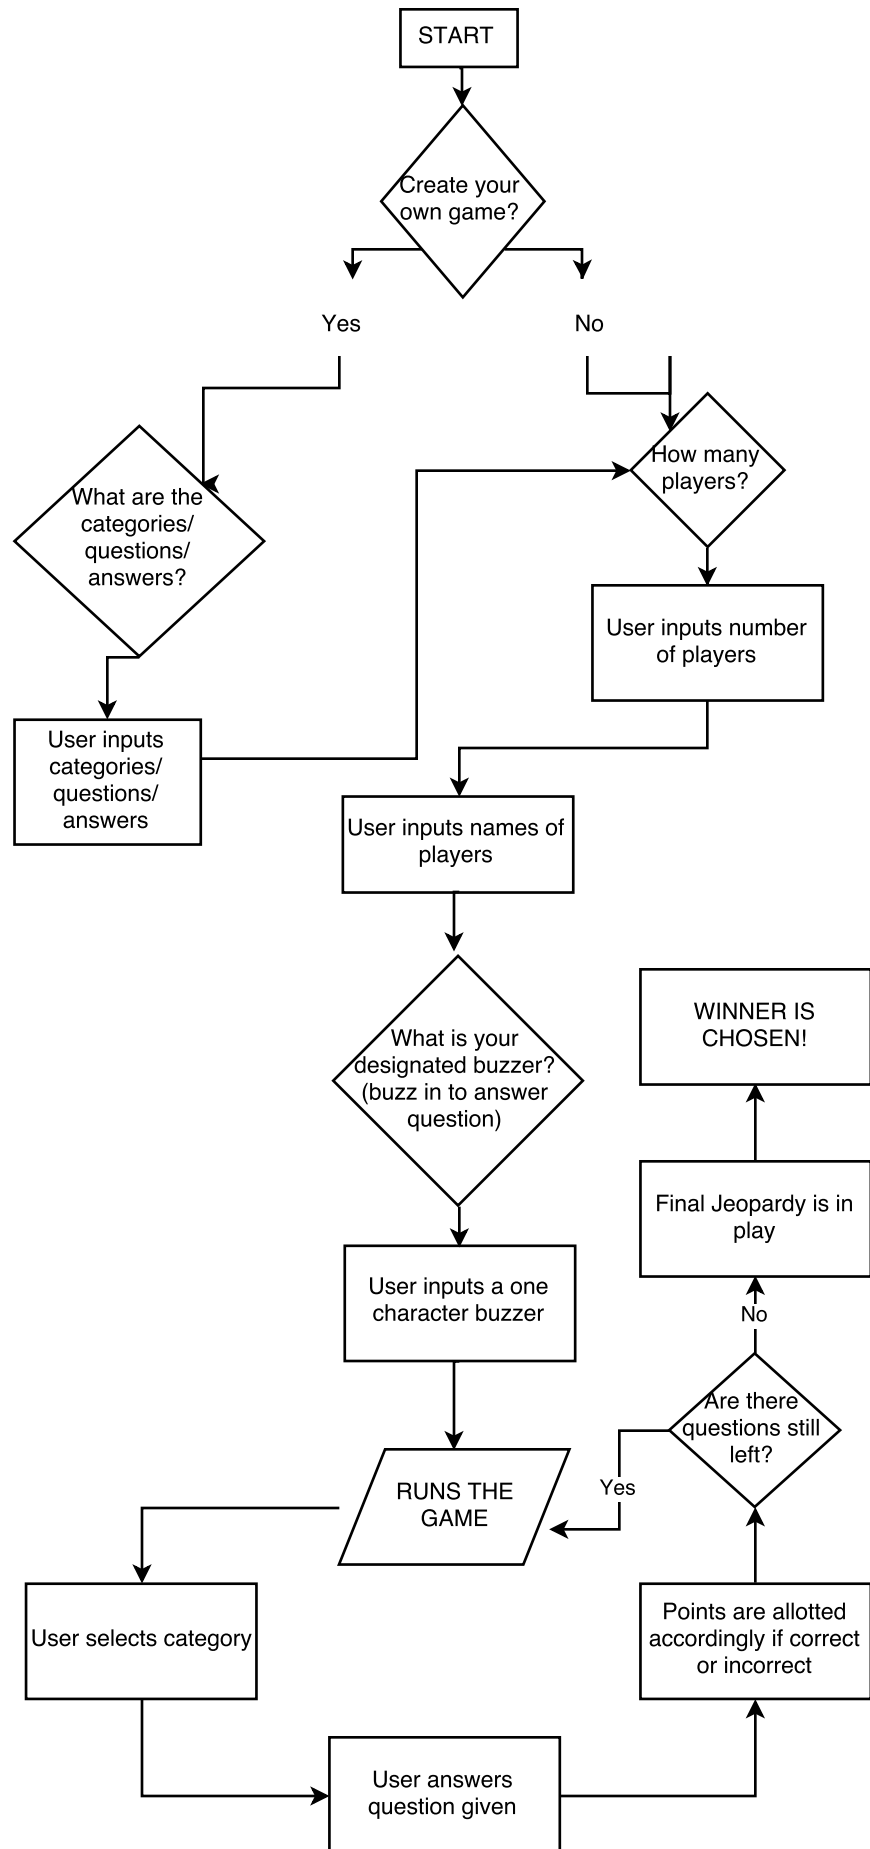 START
Create your
own game?
Yes
No
How many
players?
What are the
categories/
questions/
answers?
User inputs number
of players
User inputs
categories/
questions/
answers
User inputs names of
players
What is your
designated buzzer?
(buzz in to answer
question)
WINNER IS
CHOSEN!
Final Jeopardy is in
play
User inputs a one
character buzzer
No
Are there
questions still
left?
Yes
RUNS THE
GAME
User selects category
Points are allotted
accordingly if correct
or incorrect
User answers
question given